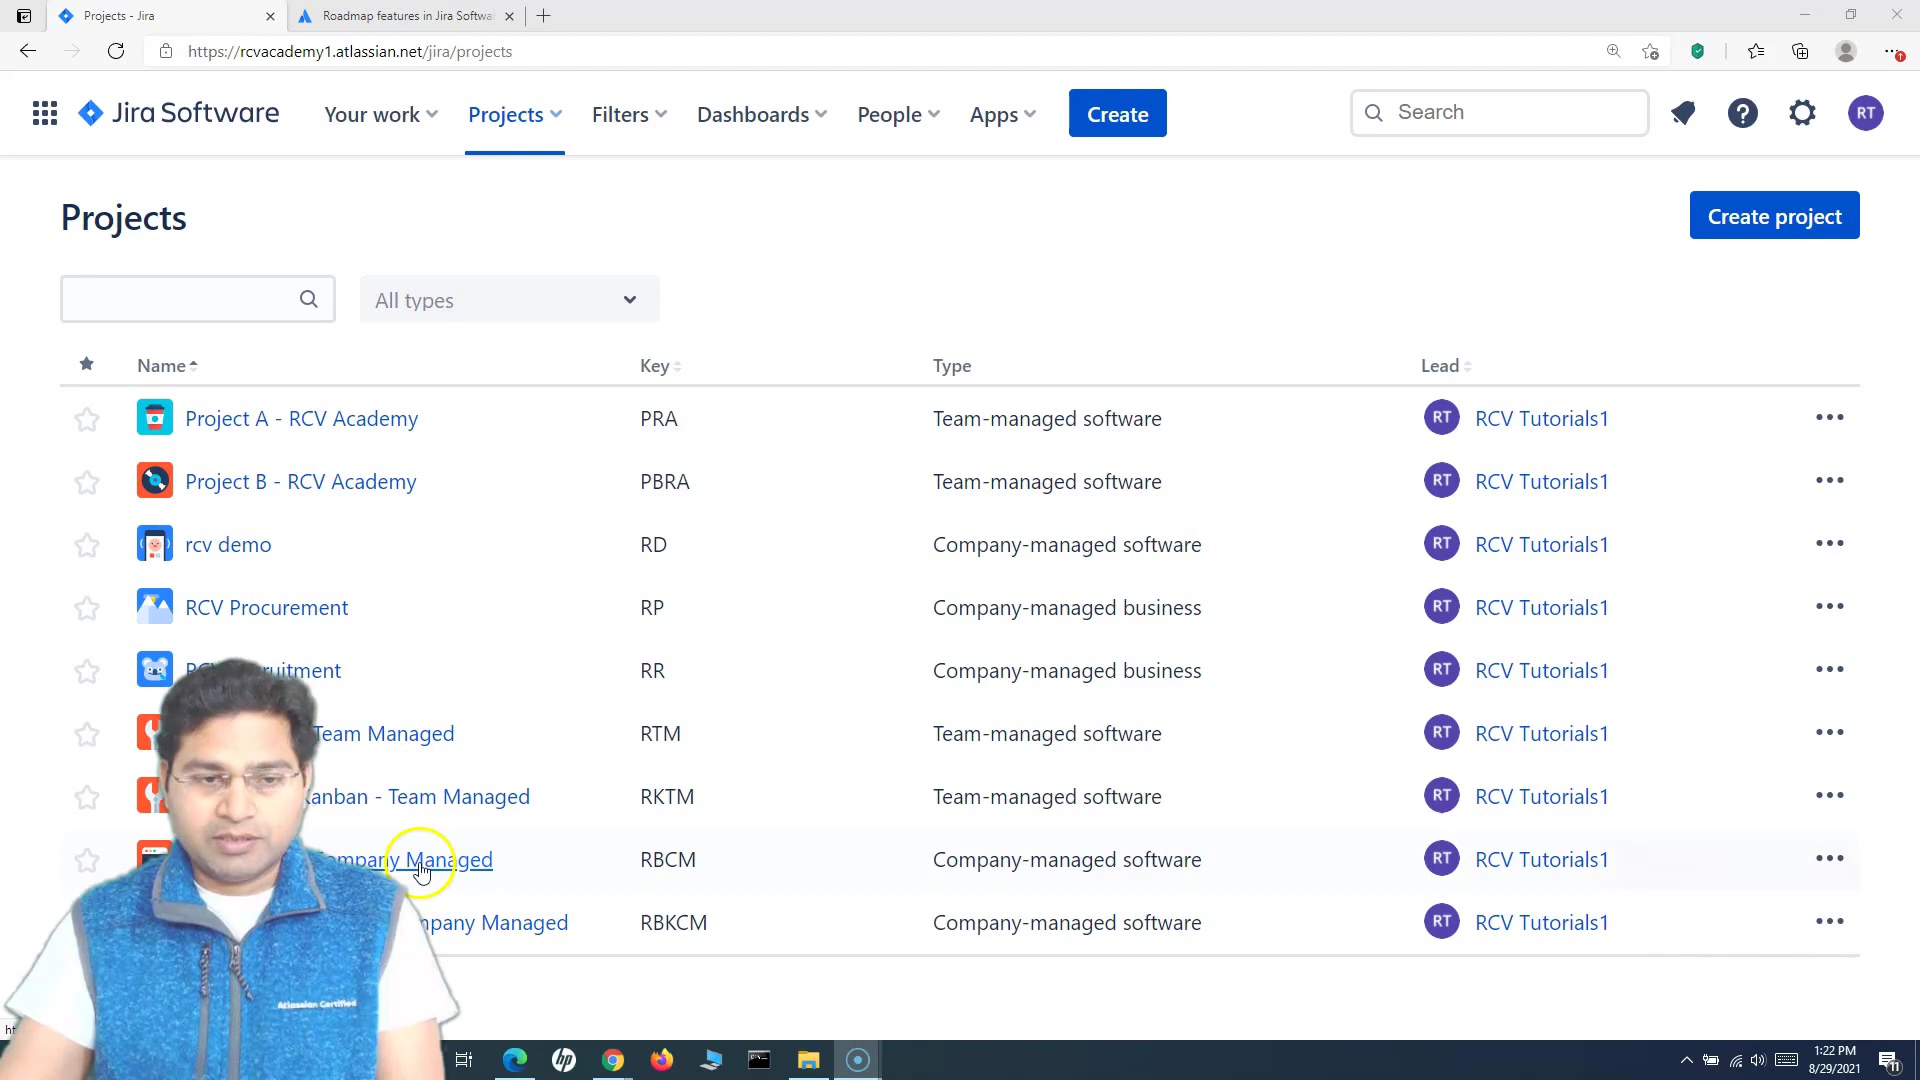 Projects - Jira
Roadmap features in Jira Softwar
https://rcvacademy1.atlassian.net/jira/projects
Jira Software
Your work
Projects
Filters
Dashboards
People
Apps
Create
Search
RT
Projects
Create project
All types
Name
Key
Type
Lead
Project A - RCV Academy
PRA
Team-managed software
RT
RCV Tutorials1
Project B - RCV Academy
PBRA
Team-managed software
RT
RCV Tutorials1
rcv demo
RD
Company-managed software
RT
RCV Tutorials1
RCV Procurement
RP
Company-managed business
RT
RCV Tutorials1
RR
Company-managed business
RT
RCV Tutorials1
Team Managed
RTM
Team-managed software
RT
RCV Tutorials1
- Team Managed
RKTM
Team-managed software
RT
RCV Tutorials1
Managed
RBCM
Company-managed software
RT
RCV Tutorials1
Managed
RBKCM
Company-managed software
RT
RCV Tutorials1
Atlassian Certified
hp
1:22 PM
8/29/2021
11